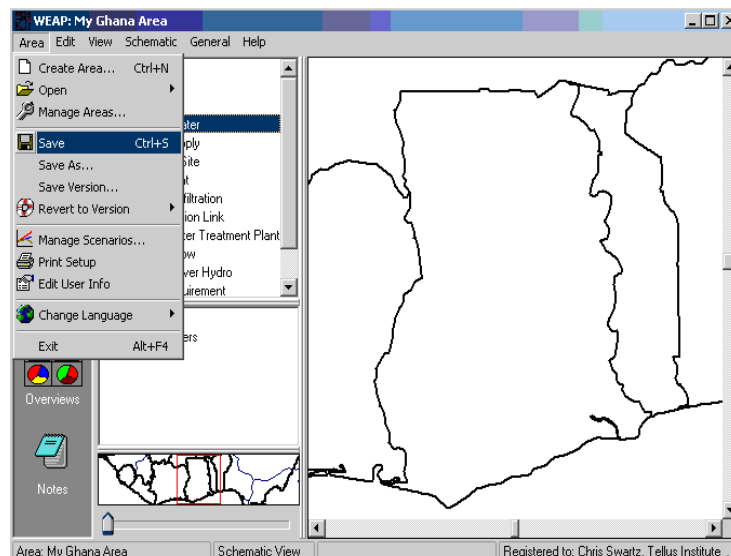 WEAP: My Ghana Area
Area Edit View Schematic General Help
Create Area... Ctrl+N
Open
Manage Areas...
Save Ctrl+S
Save As...
Save Version...
Revert to Version
Manage Scenarios...
Print Setup
Edit User Info
Change Language
Exit Alt+F4
ater
ply
Site
nt
filtration
ion Link
ter Treatment Plant
ow
ver Hydro
uirement
ers
Overviews
Notes
Area: My Ghana Area Schematic View Registered to: Chris Swartz, Tellus Institute